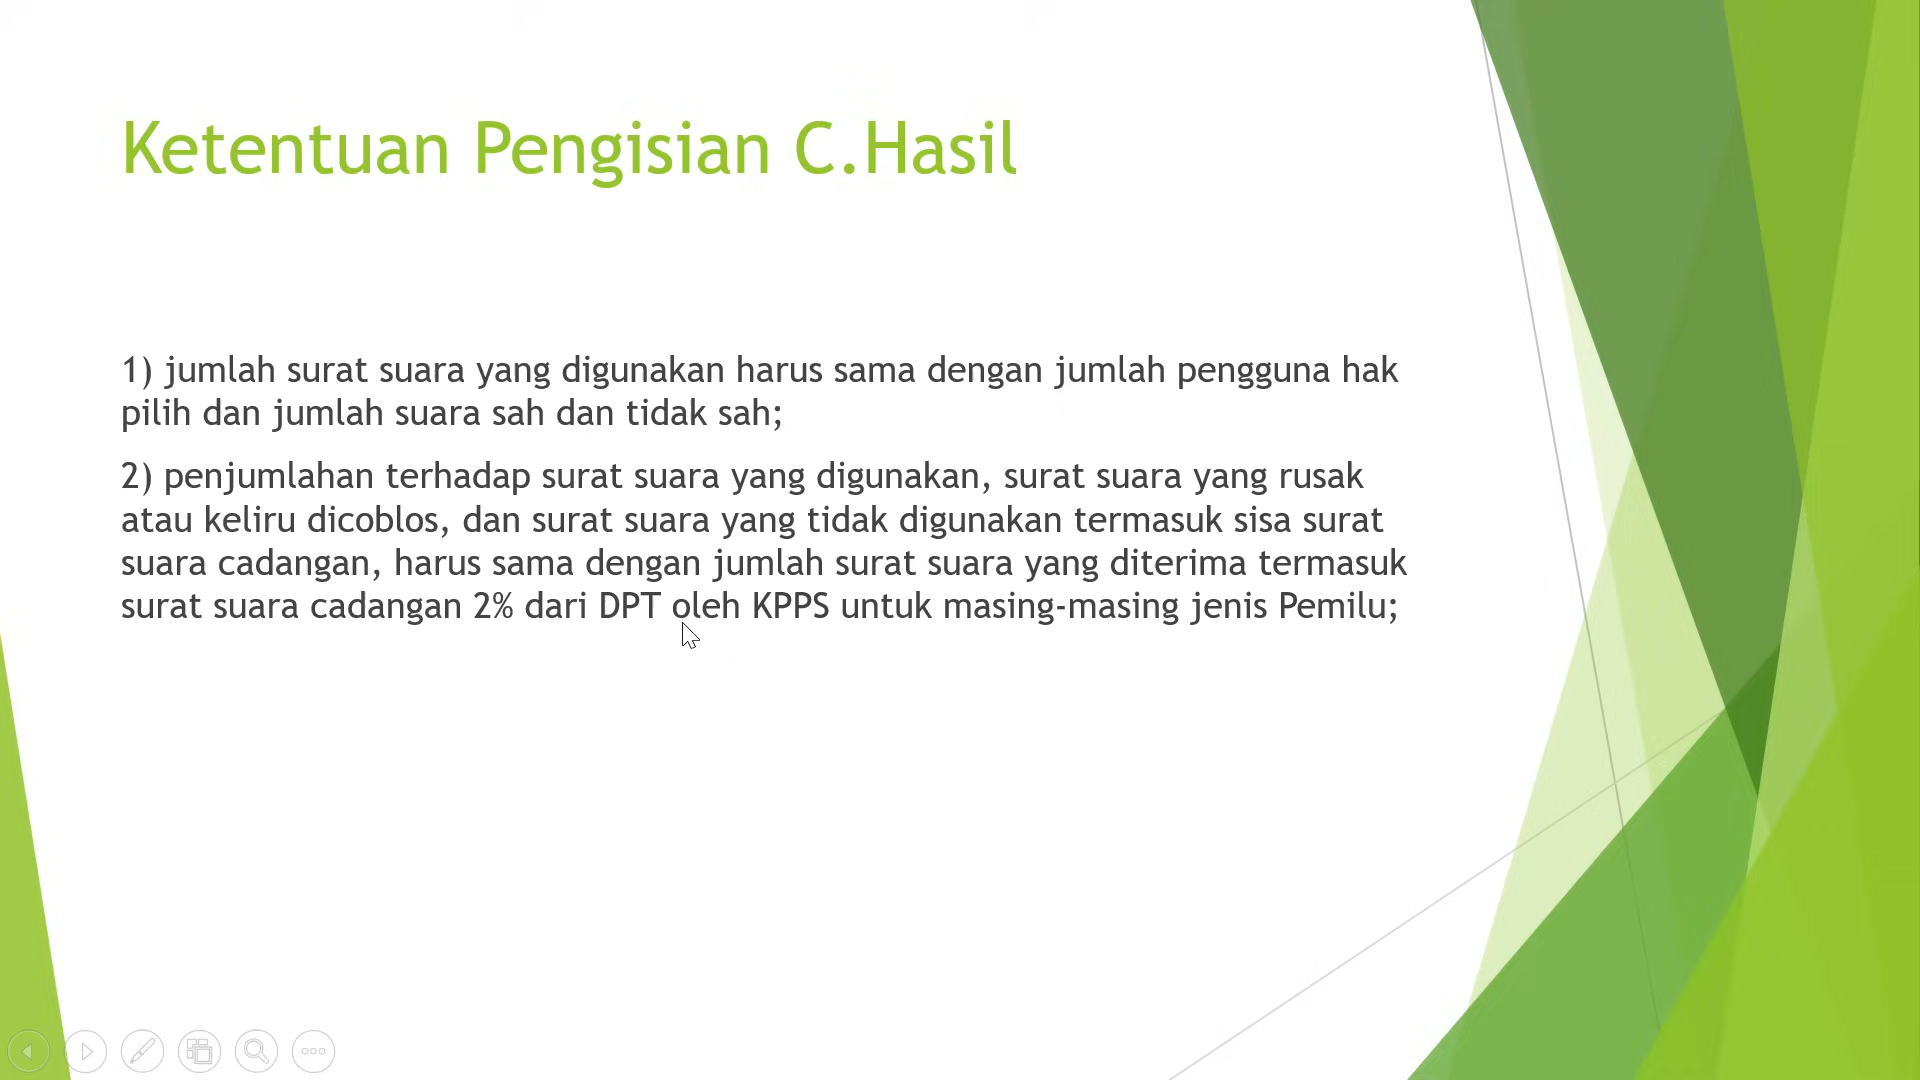 Ketentuan Pengisian C.Hasil
1) jumlah surat suara yang digunakan harus sama dengan jumlah pengguna hak
pilih dan jumlah suara sah dan tidak sah;
2) penjumlahan terhadap surat suara yang digunakan, surat suara yang rusak
atau keliru dicoblos, dan surat suara yang tidak digunakan termasuk sisa surat
suara cadangan, harus sama dengan jumlah surat suara yang diterima termasuk
surat suara cadangan 2% dari DPT oleh KPPS untuk masing-masing jenis Pemilu;